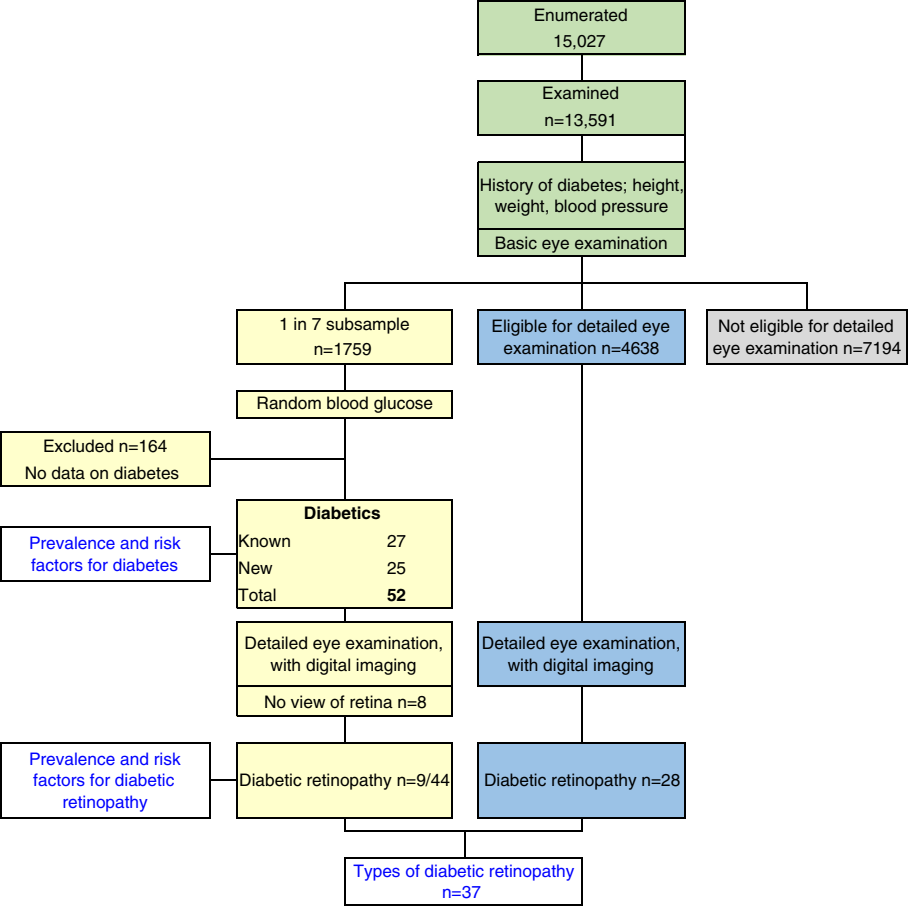 Enumerated
15,027
Examined
n=13,591
History of diabetes; height,
weight, blood pressure
Basic eye examination
1 in 7 subsample
n=1759
Eligible for detailed eye
examination n=4638
Not eligible for detailed
eye examination n=7194
Random blood glucose
Excluded n=164
No data on diabetes
Diabetics
Known 27
New 25
Total 52
Prevalence and risk
factors for diabetes
Detailed eye examination,
with digital imaging
No view of retina n=8
Detailed eye examination,
with digital imaging
Prevalence and risk
factors for diabetic
retinopathy
Diabetic retinopathy n=9/44
Diabetic retinopathy n=28
Types of diabetic retinopathy
n=37